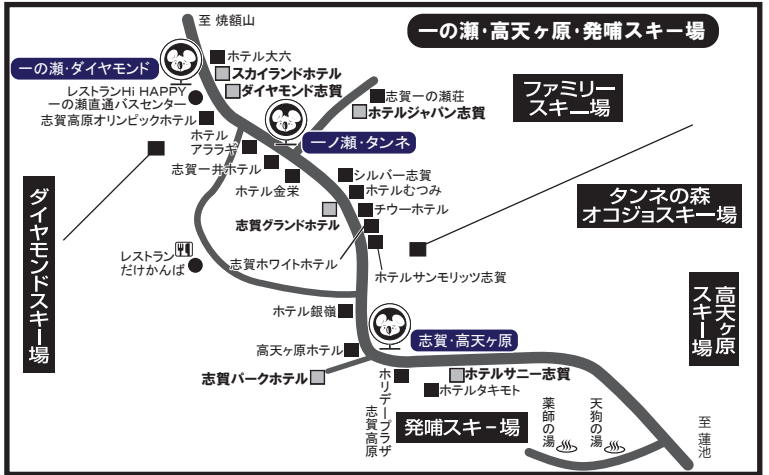 至 焼額山
一の瀬・高天ヶ原・発哺スキー場
一の瀬・ダイヤモンド
ホテル大六
スカイランドホテル
ダイヤモンド志賀
レストランHi HAPPY
一の瀬直通バスセンター
志賀高原オリンピックホテル
志賀一の瀬荘
ホテルジャパン志賀
ファミリー
スキー場
ホテル
アララギ
一ノ瀬・タンネ
志賀一井ホテル
ホテル金栄
シルバー志賀
ホテルむつみ
チウーホテル
志賀グランドホテル
タンネの森
オコジョスキー場
ダイヤモンドスキー場
レストラン
だけかんば
志賀ホワイトホテル
ホテルサンモリッツ志賀
高天ヶ原
スキー場
ホテル銀嶺
志賀・高天ヶ原
高天ヶ原ホテル
志賀パークホテル
ホリデープラザ
志賀高原
ホテルサニー志賀
ホテルタキモト
発哺スキー場
薬師の湯
天狗の湯
至 蓮池